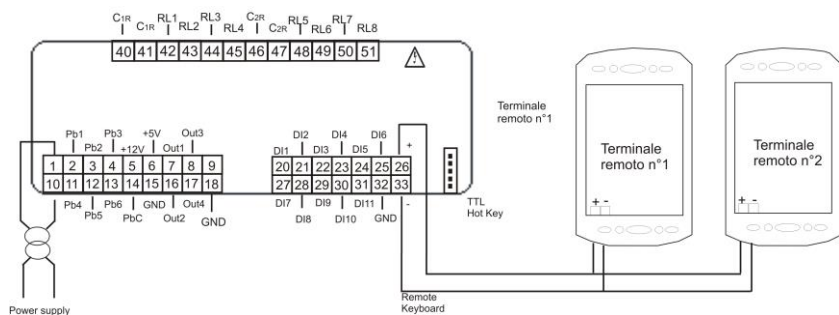 C1R C1R RL1 RL2 RL3 RL4 C2R C2R RL5 RL6 RL7 RL8
40 41 42 43 44 45 46 47 48 49 50 51
Pb1 Pb2 Pb3 +12V +5V Out1 Out3
1 2 3 4 5 6 7 8 9
10 11 12 13 14 15 16 17 18
Pb4 Pb5 Pb6 PbC GND Out2 Out4 GND
DI1 DI2 DI3 DI4 DI5 DI6 +
20 21 22 23 24 25 26
27 28 29 30 31 32 33
DI7 DI8 DI9 DI10 DI11 GND -
TTL
Hot Key
Power supply
Remote
Keyboard
Terminale
remoto n°1
Terminale
remoto n°1
+ -
Terminale
remoto n°2
+ -